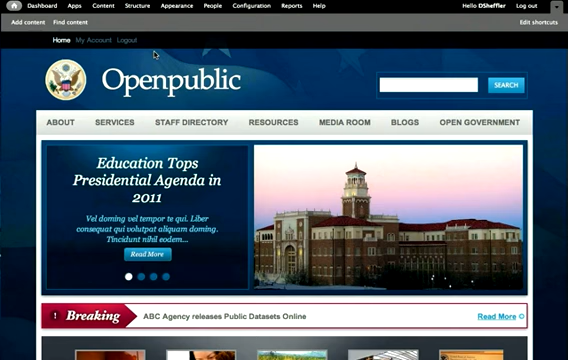 Dashboard Apps Content Structure Appearance People Configuration Reports Help Hello DSheffler Log out
Add content Find content Edit shortcuts
Home My Account Logout
Openpublic
SEARCH
ABOUT SERVICES STAFF DIRECTORY RESOURCES MEDIA ROOM BLOGS OPEN GOVERNMENT
Education Tops
Presidential Agenda in
2011
Vel doming vel tempor te qui. Liber
consequat qui volutpat aliquam doming.
Tincidunt nihil eodem...
Read More
! Breaking ABC Agency releases Public Datasets Online Read More